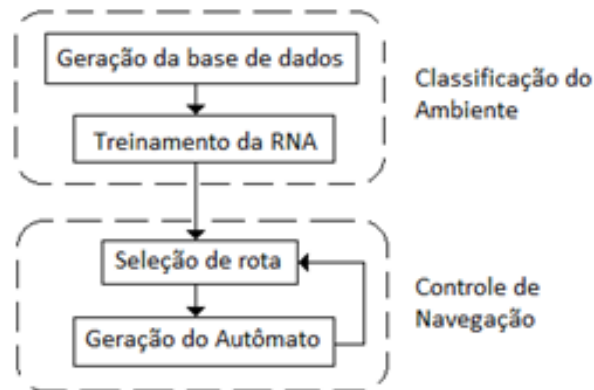 Geração da base de dados
Treinamento da RNA
Classificação do
Ambiente
Seleção de rota
Geração do Autômato
Controle de
Navegação